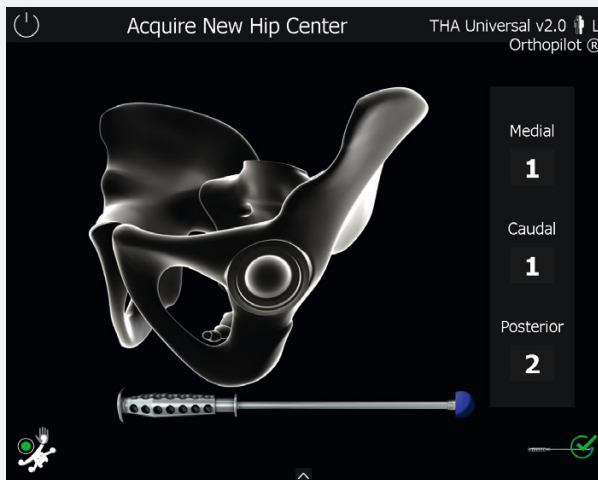 Acquire New Hip Center
THA Universal v2.0 L
Orthopilot ®
Medial
1
Caudal
1
Posterior
2